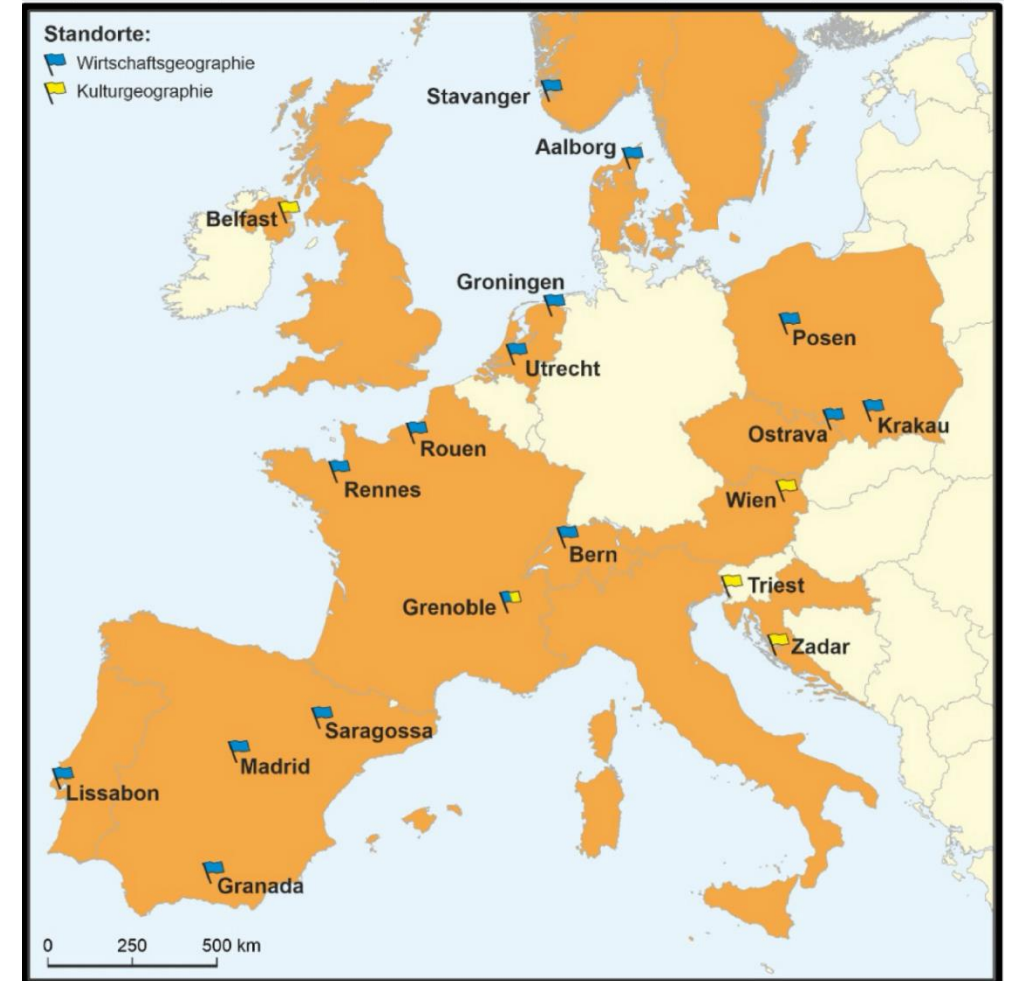 Standorte:
Wirtschaftsgeographie
Kulturgeographie
Stavanger
Aalborg
Belfast
Groningen
Posen
Utrecht
Krakau
Ostrava
Rouen
Rennes
Wien
Bern
Triest
Grenoble
Zadar
Saragossa
Madrid
Lissabon
Granada
0 250 500 km